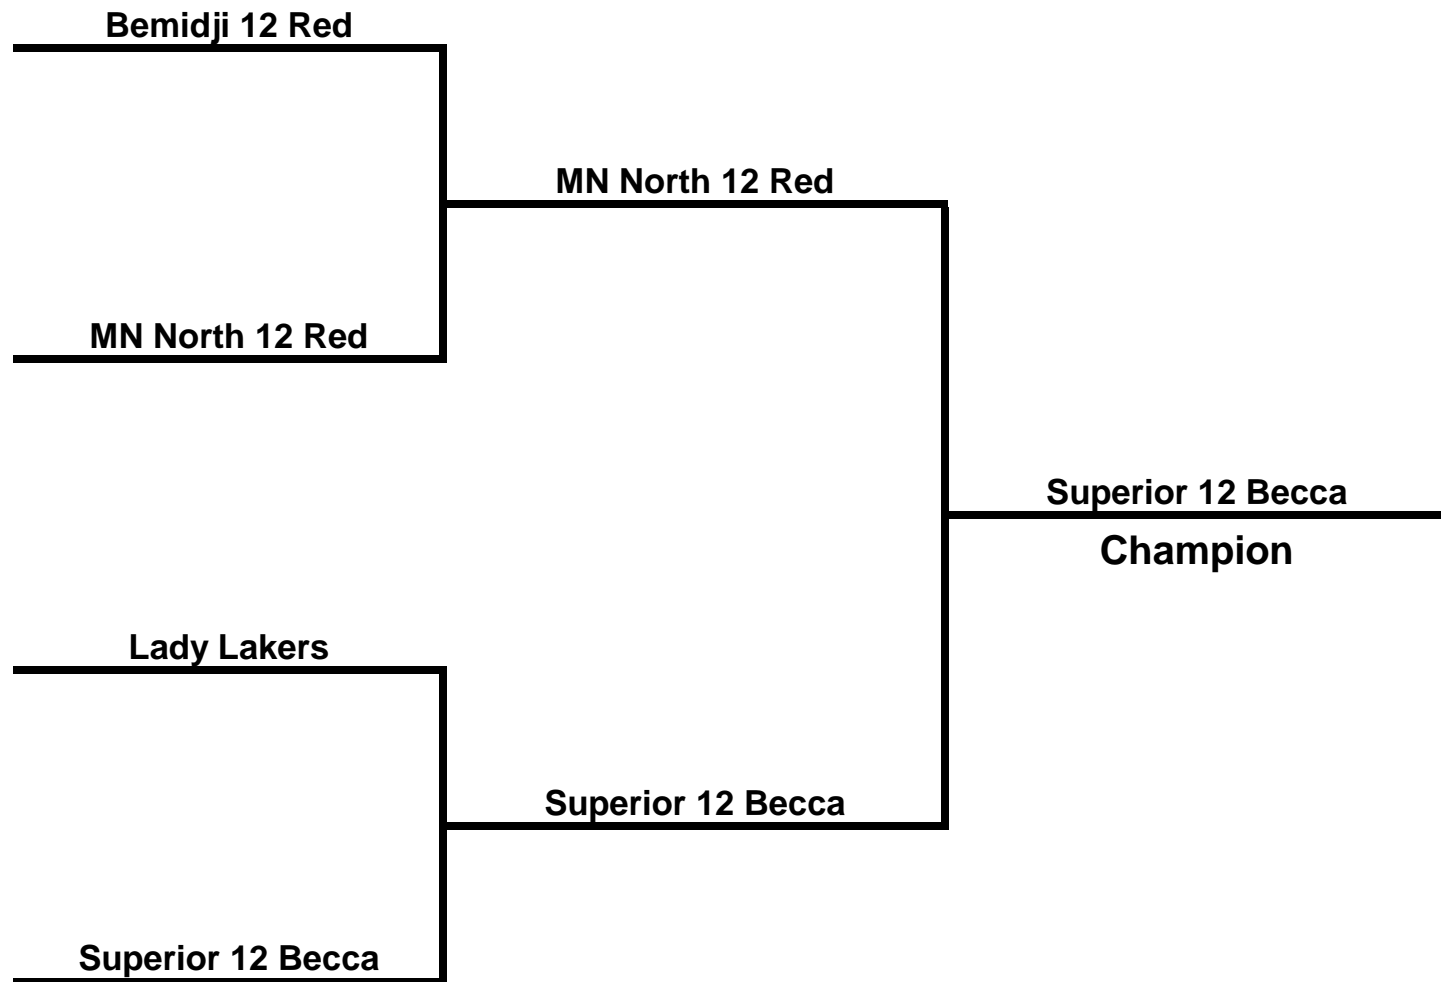 Bemidji 12 Red
MN North 12 Red
MN North 12 Red
Superior 12 Becca
Champion
Lady Lakers
Superior 12 Becca
Superior 12 Becca